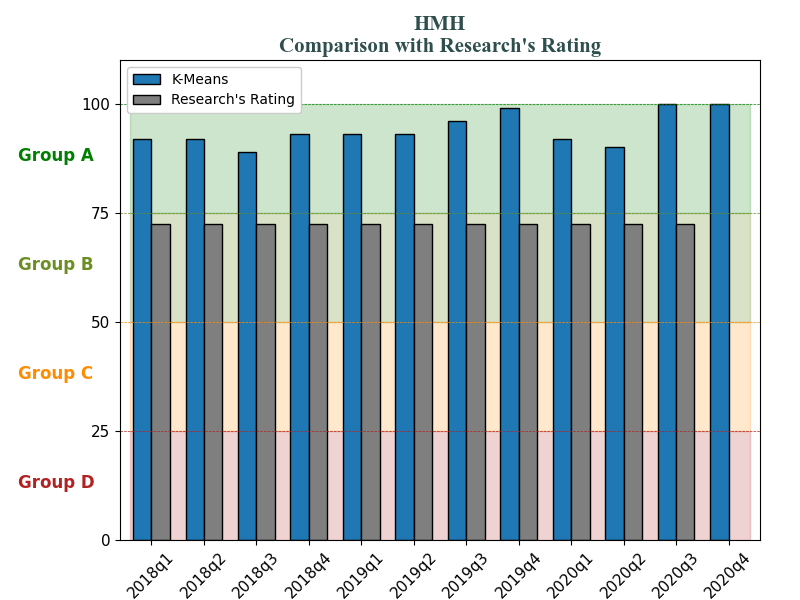 HMH
Comparison with Research's Rating
K-Means
Research's Rating
100
Group A
75
Group B
50
Group C
25
Group D
0
2018q1
2018q2
2018q3
2018q4
2019q1
2019q2
2019q3
2019q4
2020q1
2020q2
2020q3
2020q4